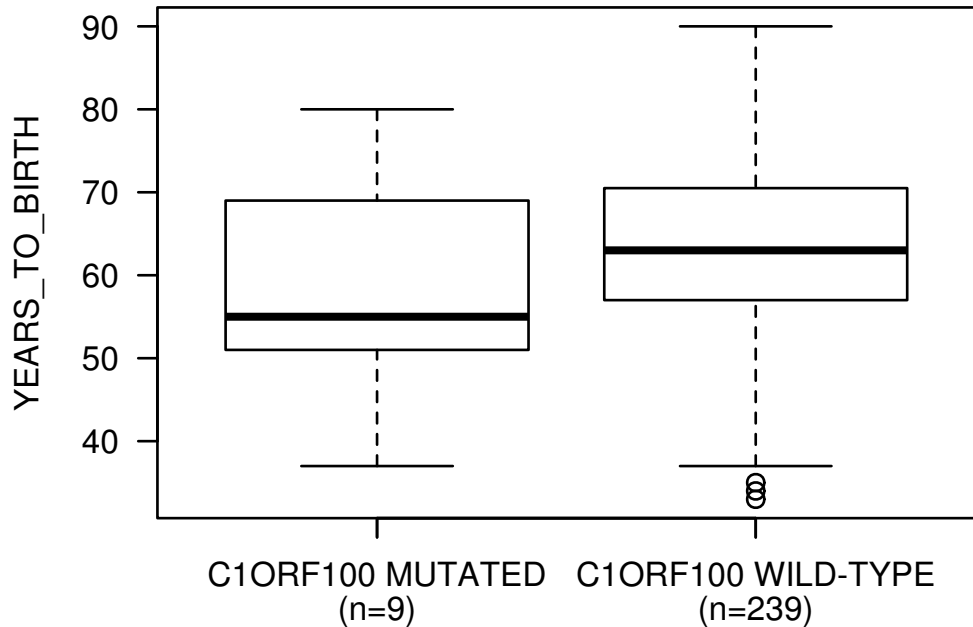 YEARS_TO_BIRTH
90
80
70
60
50
40
C1ORF100 MUTATED
(n=9)
C1ORF100 WILD-TYPE
(n=239)